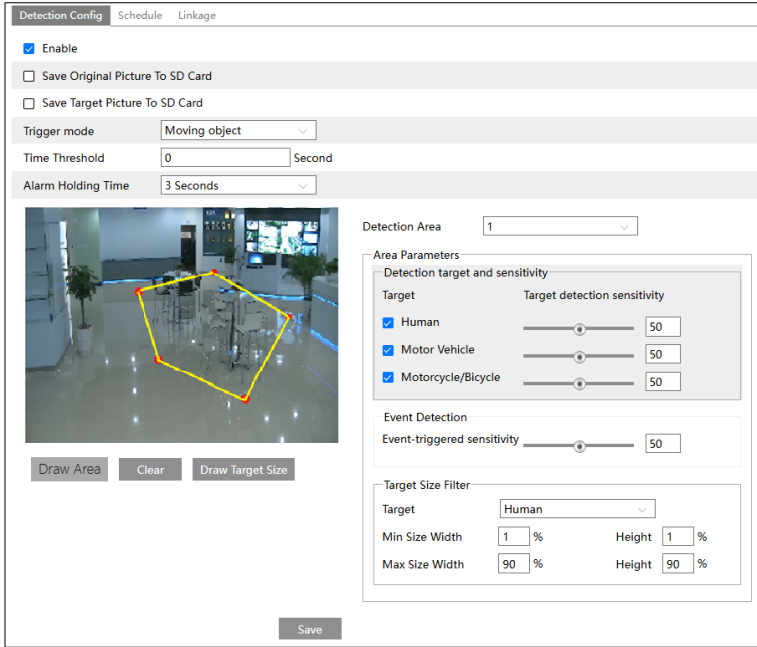 Detection Config Schedule Linkage
Enable
Save Original Picture To SD Card
Save Target Picture To SD Card
Trigger mode Moving object
Time Threshold 0 Second
Alarm Holding Time 3 Seconds
Detection Area 1
Area Parameters
Detection target and sensitivity
Target Target detection sensitivity
Human 50
Motor Vehicle 50
Motorcycle/Bicycle 50
Event Detection
Event-triggered sensitivity 50
Draw Area Clear Draw Target Size
Target Size Filter
Target Human
Min Size Width 1 % Height 1 %
Max Size Width 90 % Height 90 %
Save